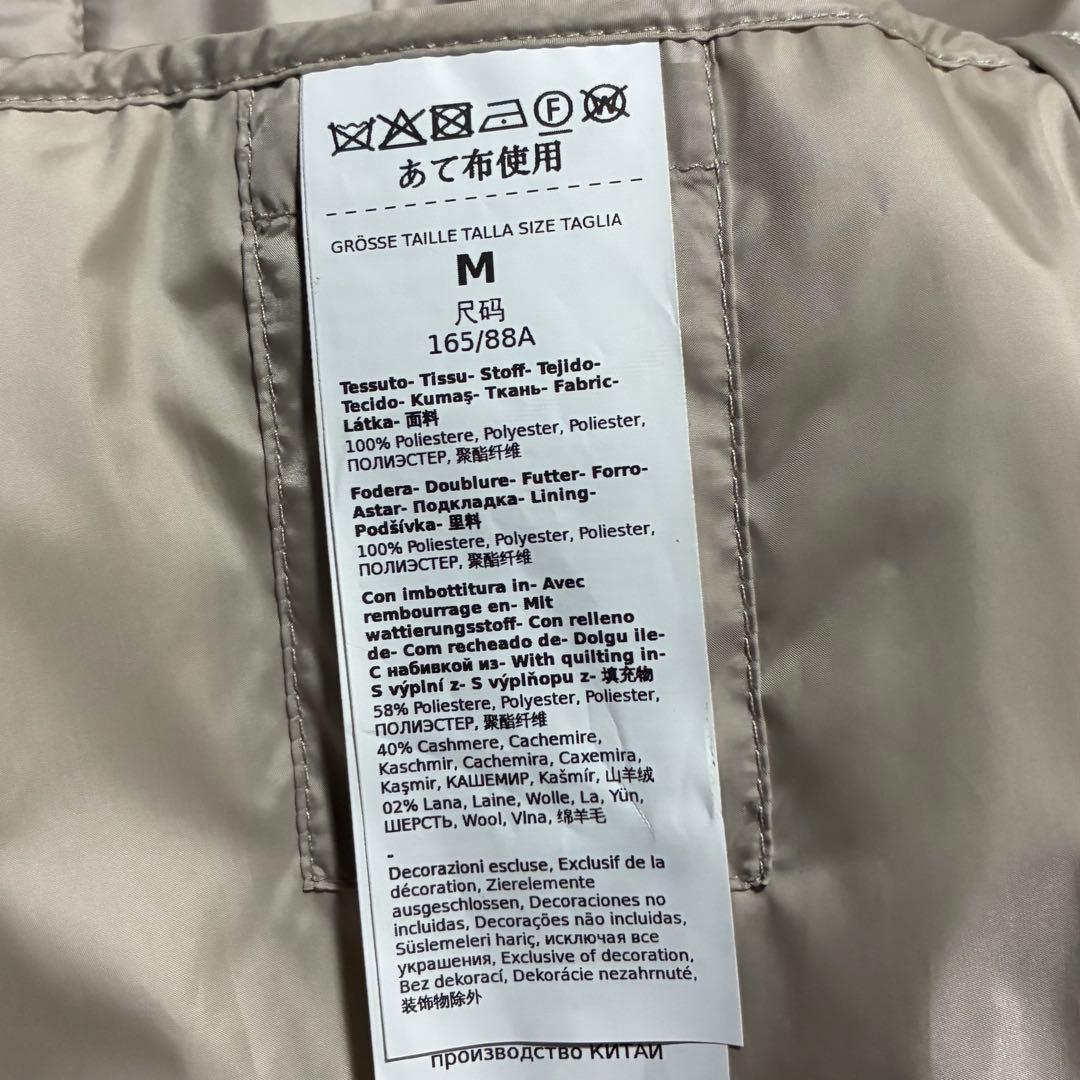 あて布使用
GRÖSSE TAILLE TALLA SIZE TAGLIA
M
尺码
165/88A
Tessuto- Tissu- Stoff- Tejido-
Tecido- Kumaş- Ткань- Fabric-
Látka- 面料
100% Poliestere, Polyester, Poliester,
ПОЛИЭСТЕР, 聚酯纤维
Fodera- Doublure- Futter- Forro-
Astar- Подкладка- Lining-
Podšívka- 里料
100% Poliestere, Polyester, Poliester,
ПОЛИЭСТЕР, 聚酯纤维
Con imbottitura in- Avec
rembourrage en- Mit
wattierungsstoff- Con relleno
de- Com recheado de- Dolgu ile-
С набивкой из- With quilting in-
S výplní z- S výplňopu z- 填充物
58% Poliestere, Polyester, Poliester,
ПОЛИЭСТЕР, 聚酯纤维
40% Cashmere, Cachemire,
Kaschmir, Cachemira, Caxemira,
Kaşmir, КАШЕМИР, Kašmír, 山羊绒
02% Lana, Laine, Wolle, La, Yün,
ШЕРСТЬ, Wool, Vlna, 绵羊毛
-
Decorazioni escluse, Exclusif de la
décoration, Zierelemente
ausgeschlossen, Decoraciones no
incluidas, Decorações não incluidas,
Süslemeleri hariç, исключая все
украшения, Exclusive of decoration,
Bez dekorací, Dekorácie nezahrnuté,
装饰物除外
производство КИТАЙ